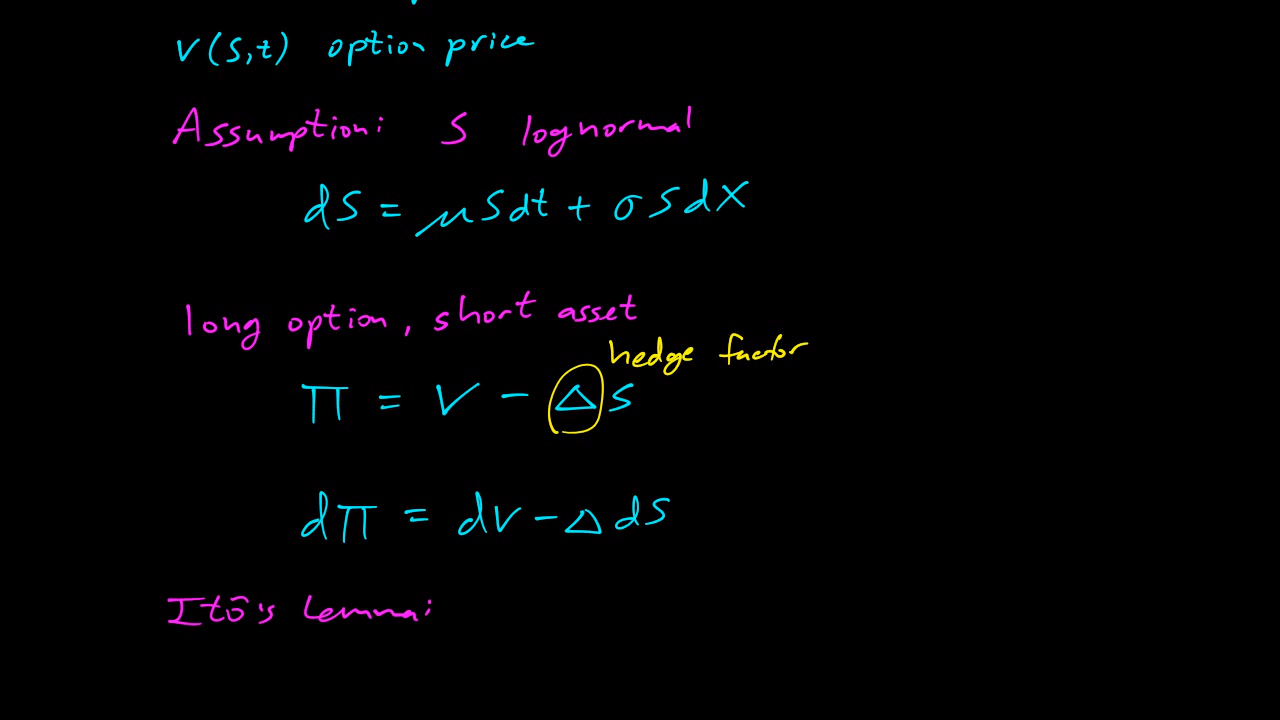 V(S,t) option price
Assumption: S lognormal
dS = μSdt + σSdX
long option, short asset
hedge factor
Π = V - ΔS
dΠ = dV - ΔdS
Itō's lemma: